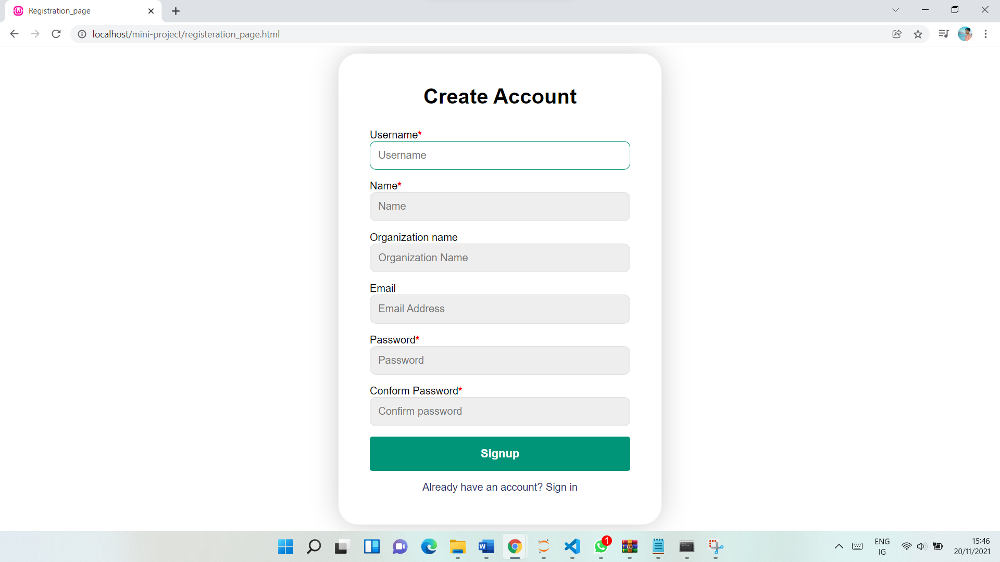 Registration_page
localhost/mini-project/registeration_page.html
Create Account
Username*
Username
Name*
Name
Organization name
Organization Name
Email
Email Address
Password*
Password
Conform Password*
Confirm password
Signup
Already have an account? Sign in
1
ENG
IG
15:46
20/11/2021